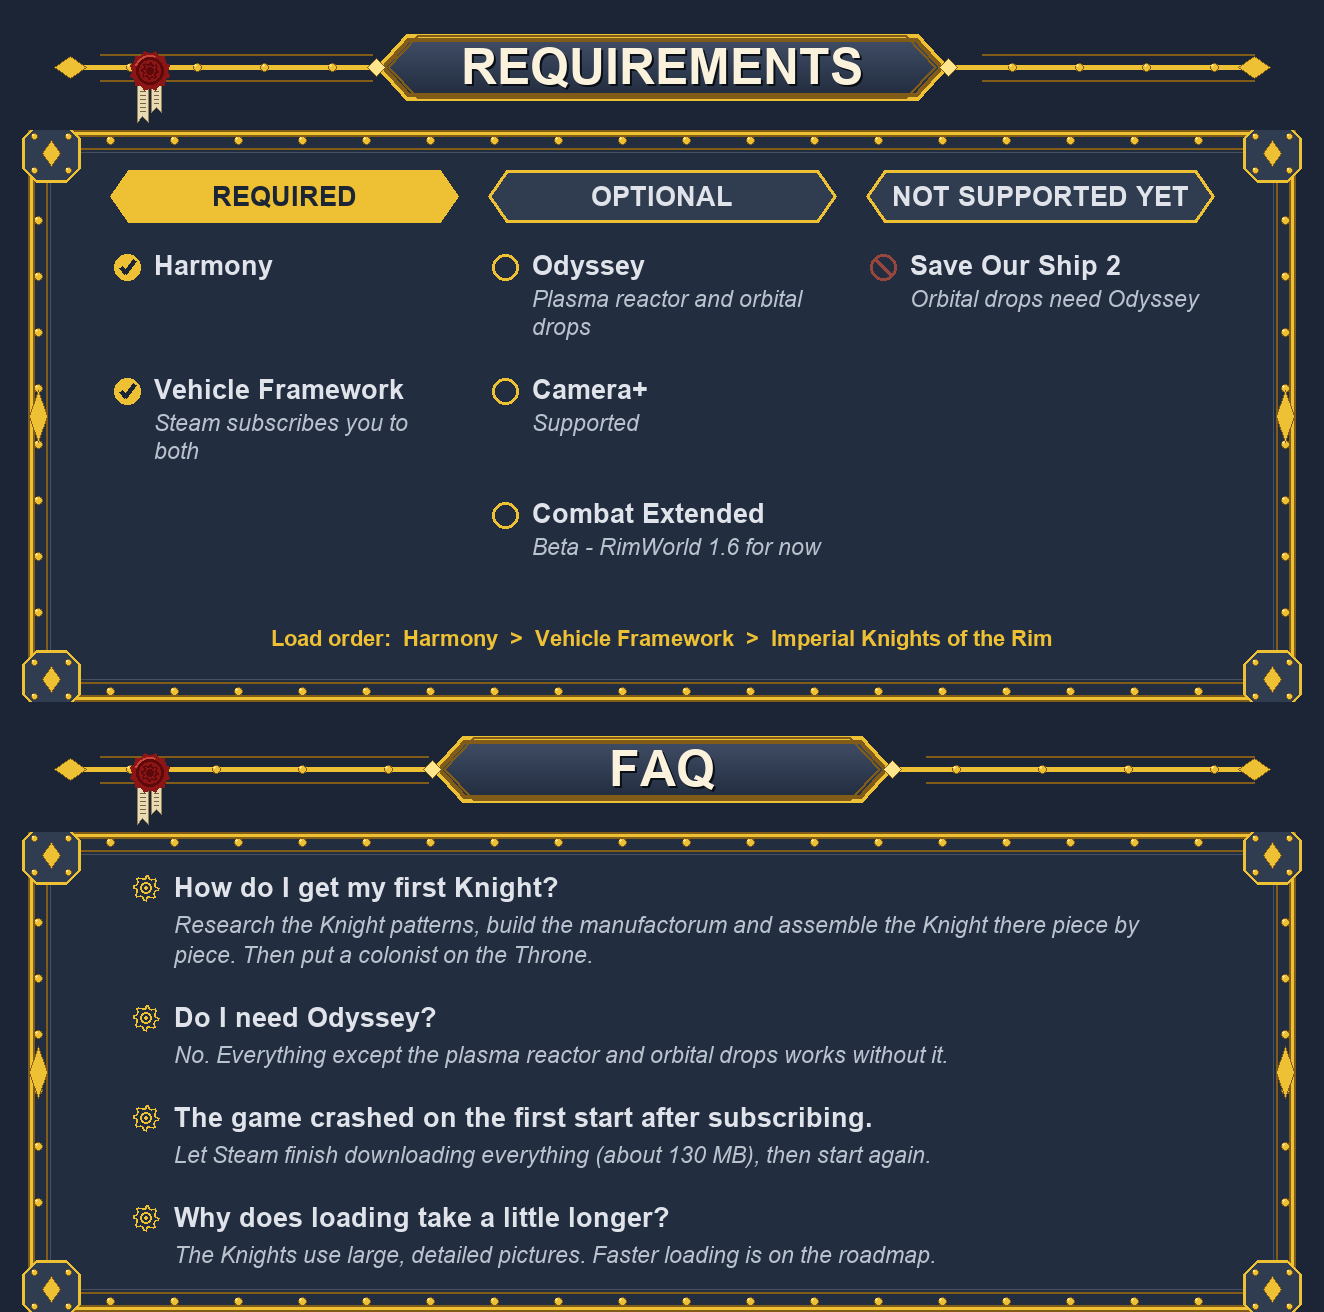 REQUIREMENTS
REQUIRED
OPTIONAL
NOT SUPPORTED YET
Harmony
Odyssey
Plasma reactor and orbital
drops
Save Our Ship 2
Orbital drops need Odyssey
Vehicle Framework
Steam subscribes you to
both
Camera+
Supported
Combat Extended
Beta - RimWorld 1.6 for now
Load order: Harmony > Vehicle Framework > Imperial Knights of the Rim
FAQ
How do I get my first Knight?
Research the Knight patterns, build the manufactorum and assemble the Knight there piece by
piece. Then put a colonist on the Throne.
Do I need Odyssey?
No. Everything except the plasma reactor and orbital drops works without it.
The game crashed on the first start after subscribing.
Let Steam finish downloading everything (about 130 MB), then start again.
Why does loading take a little longer?
The Knights use large, detailed pictures. Faster loading is on the roadmap.